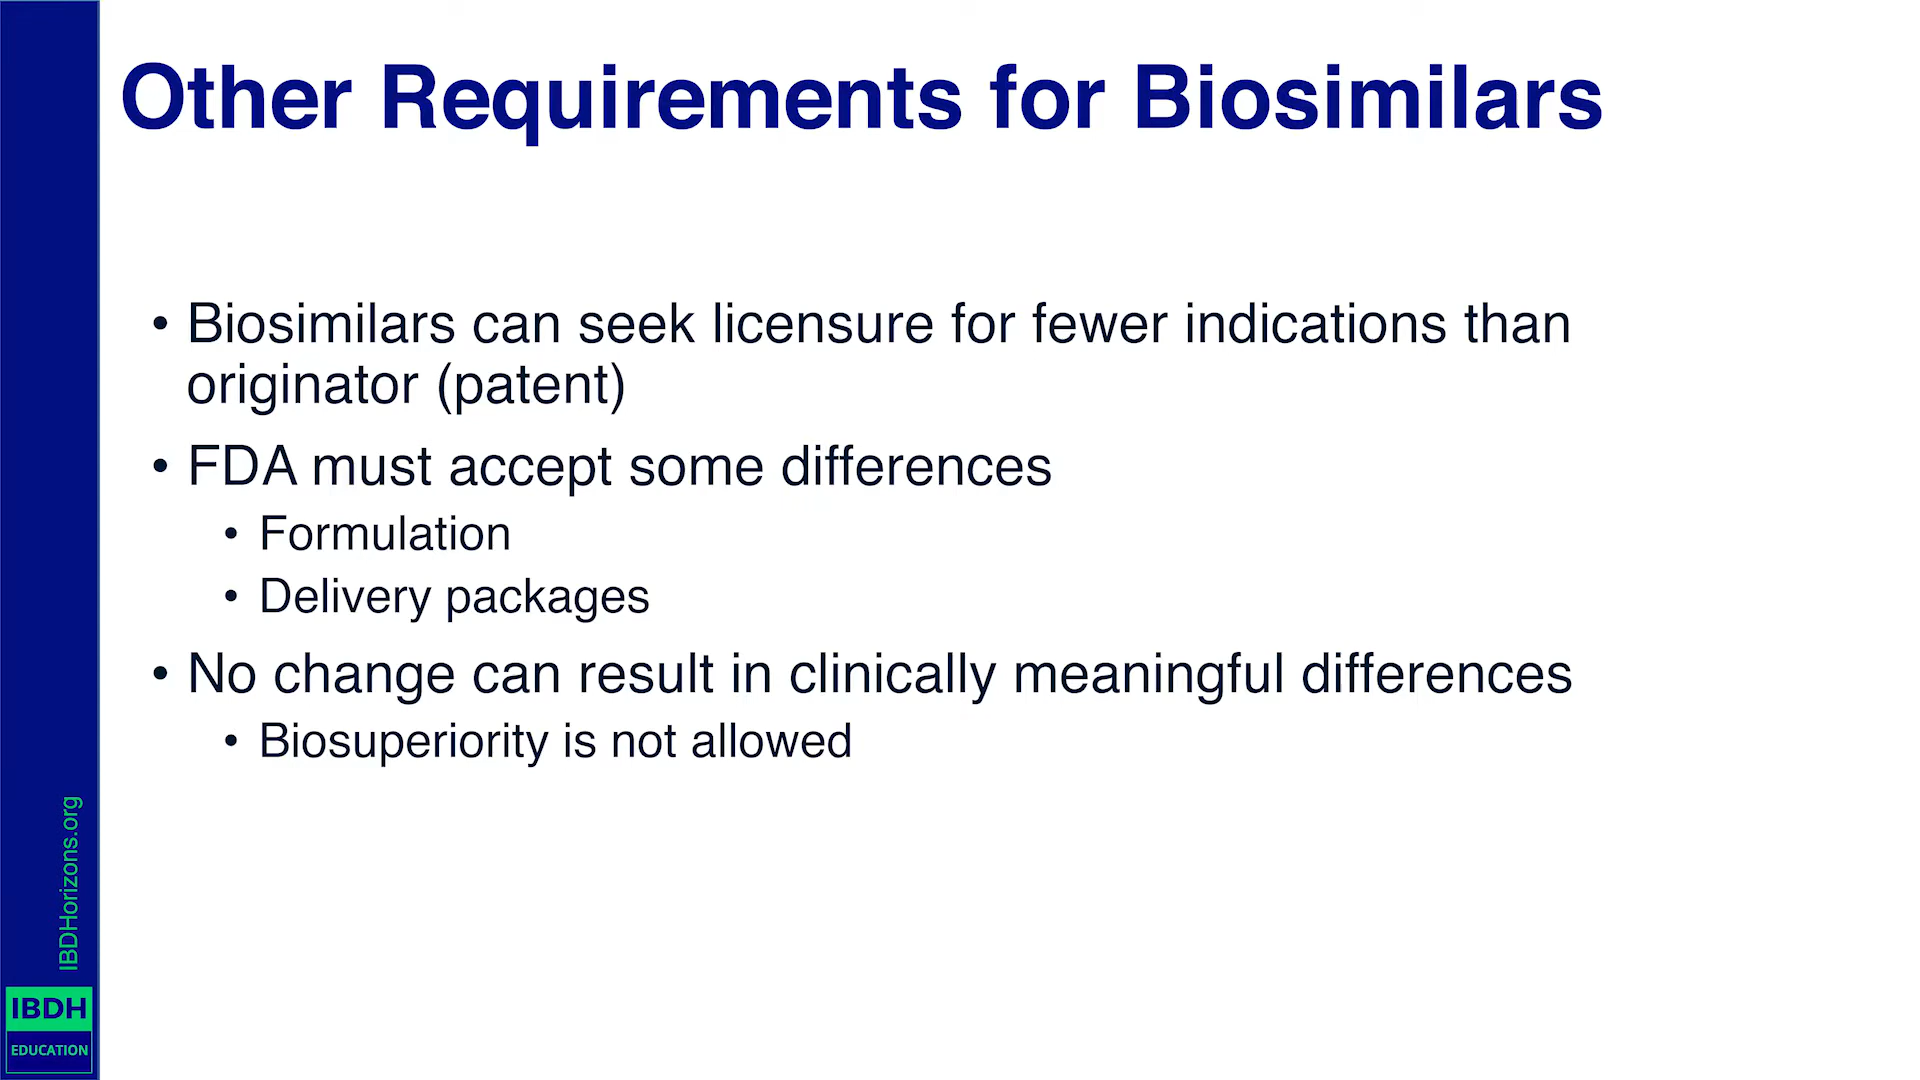 Other Requirements for Biosimilars
• Biosimilars can seek licensure for fewer indications than
originator (patent)
• FDA must accept some differences
• Formulation
• Delivery packages
• No change can result in clinically meaningful differences
• Biosuperiority is not allowed
IBDHorizons.org
IBDH
EDUCATION